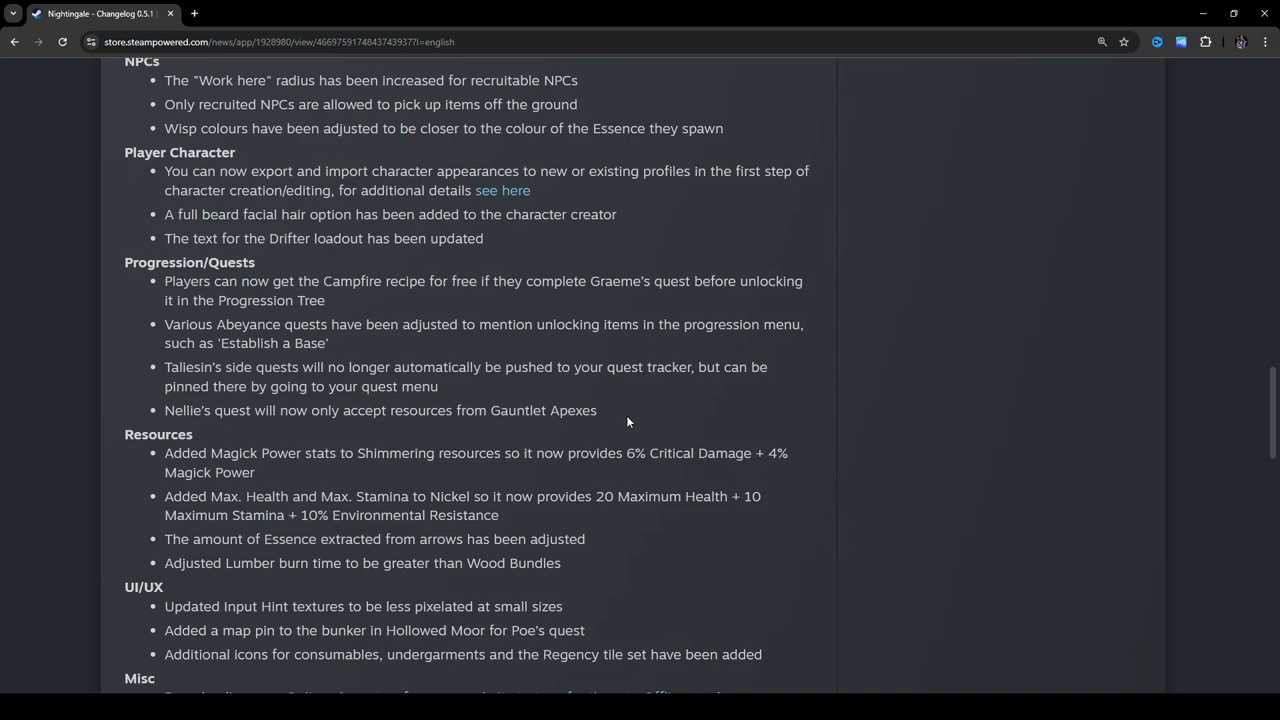 Nightingale - Changelog 0.5.1 |
store.steampowered.com/news/app/1928980/view/4669759174843743937?l=english
NPCs
• The "Work here" radius has been increased for recruitable NPCs
• Only recruited NPCs are allowed to pick up items off the ground
• Wisp colours have been adjusted to be closer to the colour of the Essence they spawn
Player Character
• You can now export and import character appearances to new or existing profiles in the first step of
character creation/editing, for additional details see here
• A full beard facial hair option has been added to the character creator
• The text for the Drifter loadout has been updated
Progression/Quests
• Players can now get the Campfire recipe for free if they complete Graeme's quest before unlocking
it in the Progression Tree
• Various Abeyance quests have been adjusted to mention unlocking items in the progression menu,
such as 'Establish a Base'
• Taliesin's side quests will no longer automatically be pushed to your quest tracker, but can be
pinned there by going to your quest menu
• Nellie's quest will now only accept resources from Gauntlet Apexes
Resources
• Added Magick Power stats to Shimmering resources so it now provides 6% Critical Damage + 4%
Magick Power
• Added Max. Health and Max. Stamina to Nickel so it now provides 20 Maximum Health + 10
Maximum Stamina + 10% Environmental Resistance
• The amount of Essence extracted from arrows has been adjusted
• Adjusted Lumber burn time to be greater than Wood Bundles
UI/UX
• Updated Input Hint textures to be less pixelated at small sizes
• Added a map pin to the bunker in Hollowed Moor for Poe's quest
• Additional icons for consumables, undergarments and the Regency tile set have been added
Misc